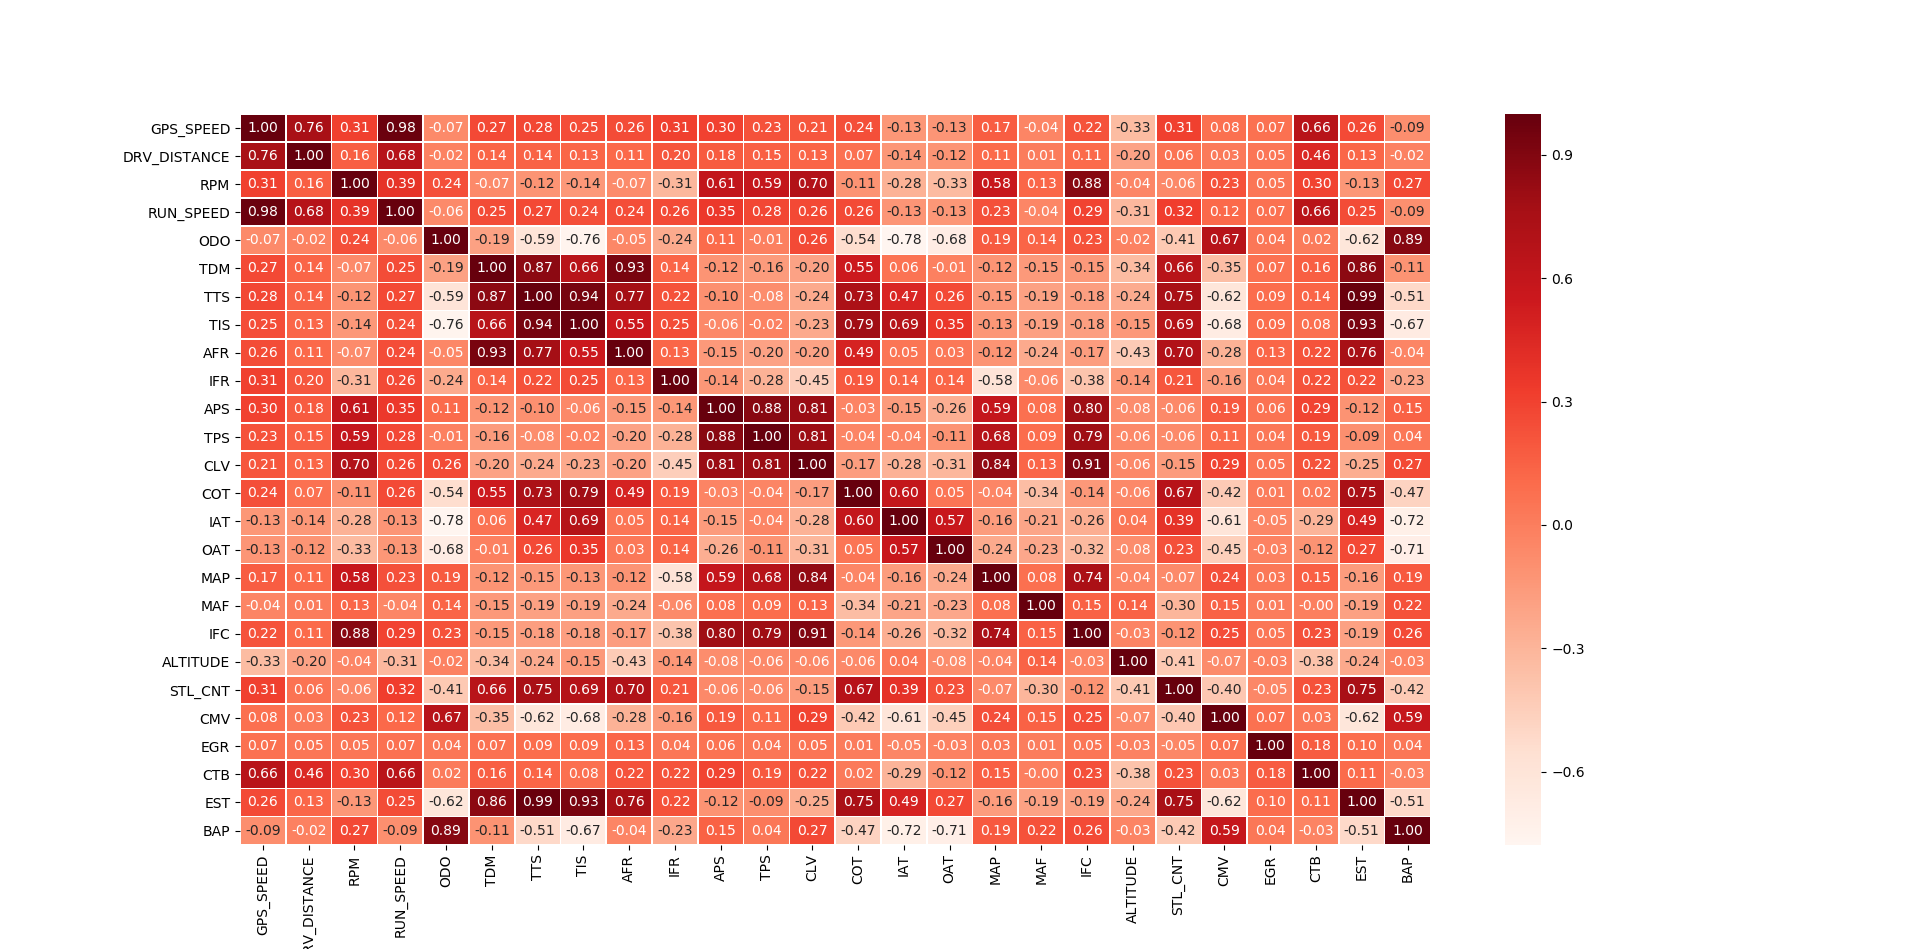 GPS_SPEED 1.00 0.76 0.31 0.98 -0.07 0.27 0.28 0.25 0.26 0.31 0.30 0.23 0.21 0.24 -0.13 -0.13 0.17 -0.04 0.22 -0.33 0.31 0.08 0.07 0.66 0.26 -0.09
DRV_DISTANCE 0.76 1.00 0.16 0.68 -0.02 0.14 0.14 0.13 0.11 0.20 0.18 0.15 0.13 0.07 -0.14 -0.12 0.11 0.01 0.11 -0.20 0.06 0.03 0.05 0.46 0.13 -0.02
RPM 0.31 0.16 1.00 0.39 0.24 -0.07 -0.12 -0.14 -0.07 -0.31 0.61 0.59 0.70 -0.11 -0.28 -0.33 0.58 0.13 0.88 -0.04 -0.06 0.23 0.05 0.30 -0.13 0.27
RUN_SPEED 0.98 0.68 0.39 1.00 -0.06 0.25 0.27 0.24 0.24 0.26 0.35 0.28 0.26 0.26 -0.13 -0.13 0.23 -0.04 0.29 -0.31 0.32 0.12 0.07 0.66 0.25 -0.09
ODO -0.07 -0.02 0.24 -0.06 1.00 -0.19 -0.59 -0.76 -0.05 -0.24 0.11 -0.01 0.26 -0.54 -0.78 -0.68 0.19 0.14 0.23 -0.02 -0.41 0.67 0.04 0.02 -0.62 0.89
TDM 0.27 0.14 -0.07 0.25 -0.19 1.00 0.87 0.66 0.93 0.14 -0.12 -0.16 -0.20 0.55 0.06 -0.01 -0.12 -0.15 -0.15 -0.34 0.66 -0.35 0.07 0.16 0.86 -0.11
TTS 0.28 0.14 -0.12 0.27 -0.59 0.87 1.00 0.94 0.77 0.22 -0.10 -0.08 -0.24 0.73 0.47 0.26 -0.15 -0.19 -0.18 -0.24 0.75 -0.62 0.09 0.14 0.99 -0.51
TIS 0.25 0.13 -0.14 0.24 -0.76 0.66 0.94 1.00 0.55 0.25 -0.06 -0.02 -0.23 0.79 0.69 0.35 -0.13 -0.19 -0.18 -0.15 0.69 -0.68 0.09 0.08 0.93 -0.67
AFR 0.26 0.11 -0.07 0.24 -0.05 0.93 0.77 0.55 1.00 0.13 -0.15 -0.20 -0.20 0.49 0.05 0.03 -0.12 -0.24 -0.17 -0.43 0.70 -0.28 0.13 0.22 0.76 -0.04
IFR 0.31 0.20 -0.31 0.26 -0.24 0.14 0.22 0.25 0.13 1.00 -0.14 -0.28 -0.45 0.19 0.14 0.14 -0.58 -0.06 -0.38 -0.14 0.21 -0.16 0.04 0.22 0.22 -0.23
APS 0.30 0.18 0.61 0.35 0.11 -0.12 -0.10 -0.06 -0.15 -0.14 1.00 0.88 0.81 -0.03 -0.15 -0.26 0.59 0.08 0.80 -0.08 -0.06 0.19 0.06 0.29 -0.12 0.15
TPS 0.23 0.15 0.59 0.28 -0.01 -0.16 -0.08 -0.02 -0.20 -0.28 0.88 1.00 0.81 -0.04 -0.04 -0.11 0.68 0.09 0.79 -0.06 -0.06 0.11 0.04 0.19 -0.09 0.04
CLV 0.21 0.13 0.70 0.26 0.26 -0.20 -0.24 -0.23 -0.20 -0.45 0.81 0.81 1.00 -0.17 -0.28 -0.31 0.84 0.13 0.91 -0.06 -0.15 0.29 0.05 0.22 -0.25 0.27
COT 0.24 0.07 -0.11 0.26 -0.54 0.55 0.73 0.79 0.49 0.19 -0.03 -0.04 -0.17 1.00 0.60 0.05 -0.04 -0.34 -0.14 -0.06 0.67 -0.42 0.01 0.02 0.75 -0.47
IAT -0.13 -0.14 -0.28 -0.13 -0.78 0.06 0.47 0.69 0.05 0.14 -0.15 -0.04 -0.28 0.60 1.00 0.57 -0.16 -0.21 -0.26 0.04 0.39 -0.61 -0.05 -0.29 0.49 -0.72
OAT -0.13 -0.12 -0.33 -0.13 -0.68 -0.01 0.26 0.35 0.03 0.14 -0.26 -0.11 -0.31 0.05 0.57 1.00 -0.24 -0.23 -0.32 -0.08 0.23 -0.45 -0.03 -0.12 0.27 -0.71
MAP 0.17 0.11 0.58 0.23 0.19 -0.12 -0.15 -0.13 -0.12 -0.58 0.59 0.68 0.84 -0.04 -0.16 -0.24 1.00 0.08 0.74 -0.04 -0.07 0.24 0.03 0.15 -0.16 0.19
MAF -0.04 0.01 0.13 -0.04 0.14 -0.15 -0.19 -0.19 -0.24 -0.06 0.08 0.09 0.13 -0.34 -0.21 -0.23 0.08 1.00 0.15 0.14 -0.30 0.15 0.01 -0.00 -0.19 0.22
IFC 0.22 0.11 0.88 0.29 0.23 -0.15 -0.18 -0.18 -0.17 -0.38 0.80 0.79 0.91 -0.14 -0.26 -0.32 0.74 0.15 1.00 -0.03 -0.12 0.25 0.05 0.23 -0.19 0.26
ALTITUDE -0.33 -0.20 -0.04 -0.31 -0.02 -0.34 -0.24 -0.15 -0.43 -0.14 -0.08 -0.06 -0.06 -0.06 0.04 -0.08 -0.04 0.14 -0.03 1.00 -0.41 -0.07 -0.03 -0.38 -0.24 -0.03
STL_CNT 0.31 0.06 -0.06 0.32 -0.41 0.66 0.75 0.69 0.70 0.21 -0.06 -0.06 -0.15 0.67 0.39 0.23 -0.07 -0.30 -0.12 -0.41 1.00 -0.40 -0.05 0.23 0.75 -0.42
CMV 0.08 0.03 0.23 0.12 0.67 -0.35 -0.62 -0.68 -0.28 -0.16 0.19 0.11 0.29 -0.42 -0.61 -0.45 0.24 0.15 0.25 -0.07 -0.40 1.00 0.07 0.03 -0.62 0.59
EGR 0.07 0.05 0.05 0.07 0.04 0.07 0.09 0.09 0.13 0.04 0.06 0.04 0.05 0.01 -0.05 -0.03 0.03 0.01 0.05 -0.03 -0.05 0.07 1.00 0.18 0.10 0.04
CTB 0.66 0.46 0.30 0.66 0.02 0.16 0.14 0.08 0.22 0.22 0.29 0.19 0.22 0.02 -0.29 -0.12 0.15 -0.00 0.23 -0.38 0.23 0.03 0.18 1.00 0.11 -0.03
EST 0.26 0.13 -0.13 0.25 -0.62 0.86 0.99 0.93 0.76 0.22 -0.12 -0.09 -0.25 0.75 0.49 0.27 -0.16 -0.19 -0.19 -0.24 0.75 -0.62 0.10 0.11 1.00 -0.51
BAP -0.09 -0.02 0.27 -0.09 0.89 -0.11 -0.51 -0.67 -0.04 -0.23 0.15 0.04 0.27 -0.47 -0.72 -0.71 0.19 0.22 0.26 -0.03 -0.42 0.59 0.04 -0.03 -0.51 1.00
GPS_SPEED RV_DISTANCE RPM RUN_SPEED ODO TDM TTS TIS AFR IFR APS TPS CLV COT IAT OAT MAP MAF IFC ALTITUDE STL_CNT CMV EGR CTB EST BAP
0.9
0.6
0.3
0.0
−0.3
−0.6